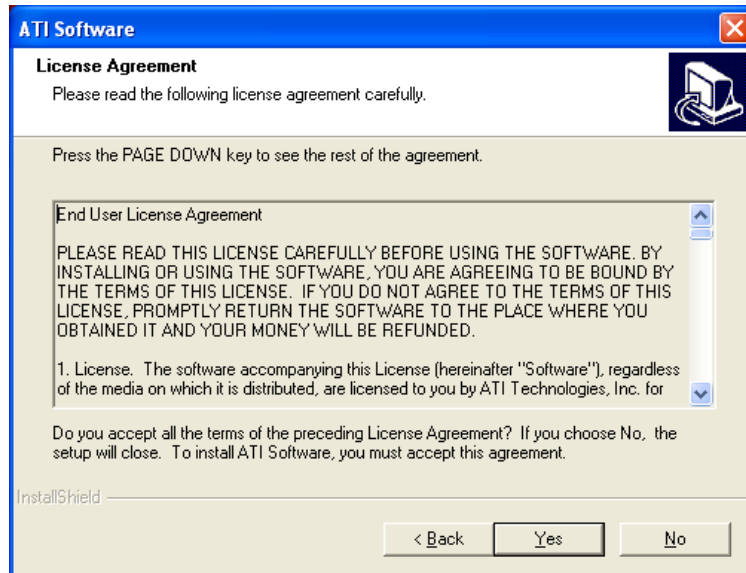 ATI Software
License Agreement
Please read the following license agreement carefully.
Press the PAGE DOWN key to see the rest of the agreement.
End User License Agreement
PLEASE READ THIS LICENSE CAREFULLY BEFORE USING THE SOFTWARE. BY
INSTALLING OR USING THE SOFTWARE, YOU ARE AGREEING TO BE BOUND BY
THE TERMS OF THIS LICENSE. IF YOU DO NOT AGREE TO THE TERMS OF THIS
LICENSE, PROMPTLY RETURN THE SOFTWARE TO THE PLACE WHERE YOU
OBTAINED IT AND YOUR MONEY WILL BE REFUNDED.
1. License. The software accompanying this License (hereinafter "Software"), regardless
of the media on which it is distributed, are licensed to you by ATI Technologies, Inc. for
Do you accept all the terms of the preceding License Agreement? If you choose No, the
setup will close. To install ATI Software, you must accept this agreement.
InstallShield
< Back Yes No